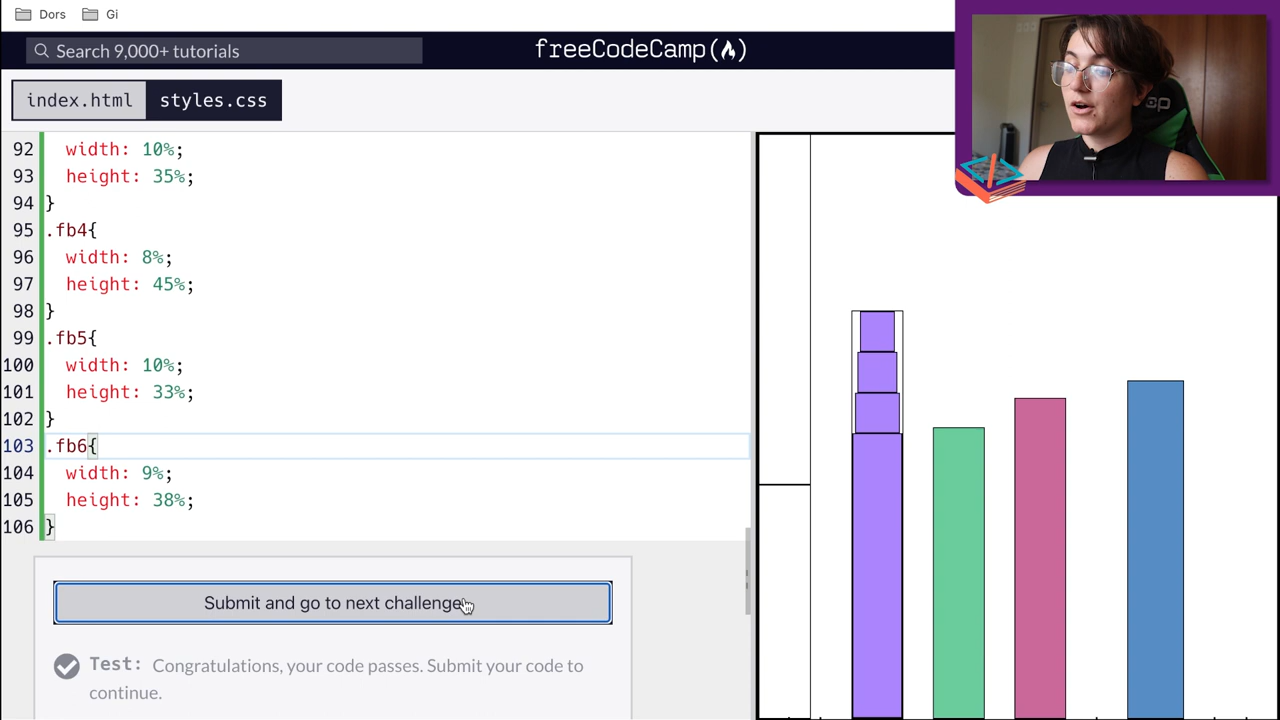 Dors Gi
Search 9,000+ tutorials
freeCodeCamp
index.html styles.css
92 width: 10%;
93 height: 35%;
94 }
95 .fb4{
96 width: 8%;
97 height: 45%;
98 }
99 .fb5{
100 width: 10%;
101 height: 33%;
102 }
103 .fb6{
104 width: 9%;
105 height: 38%;
106 }
Submit and go to next challenge
Test: Congratulations, your code passes. Submit your code to
continue.